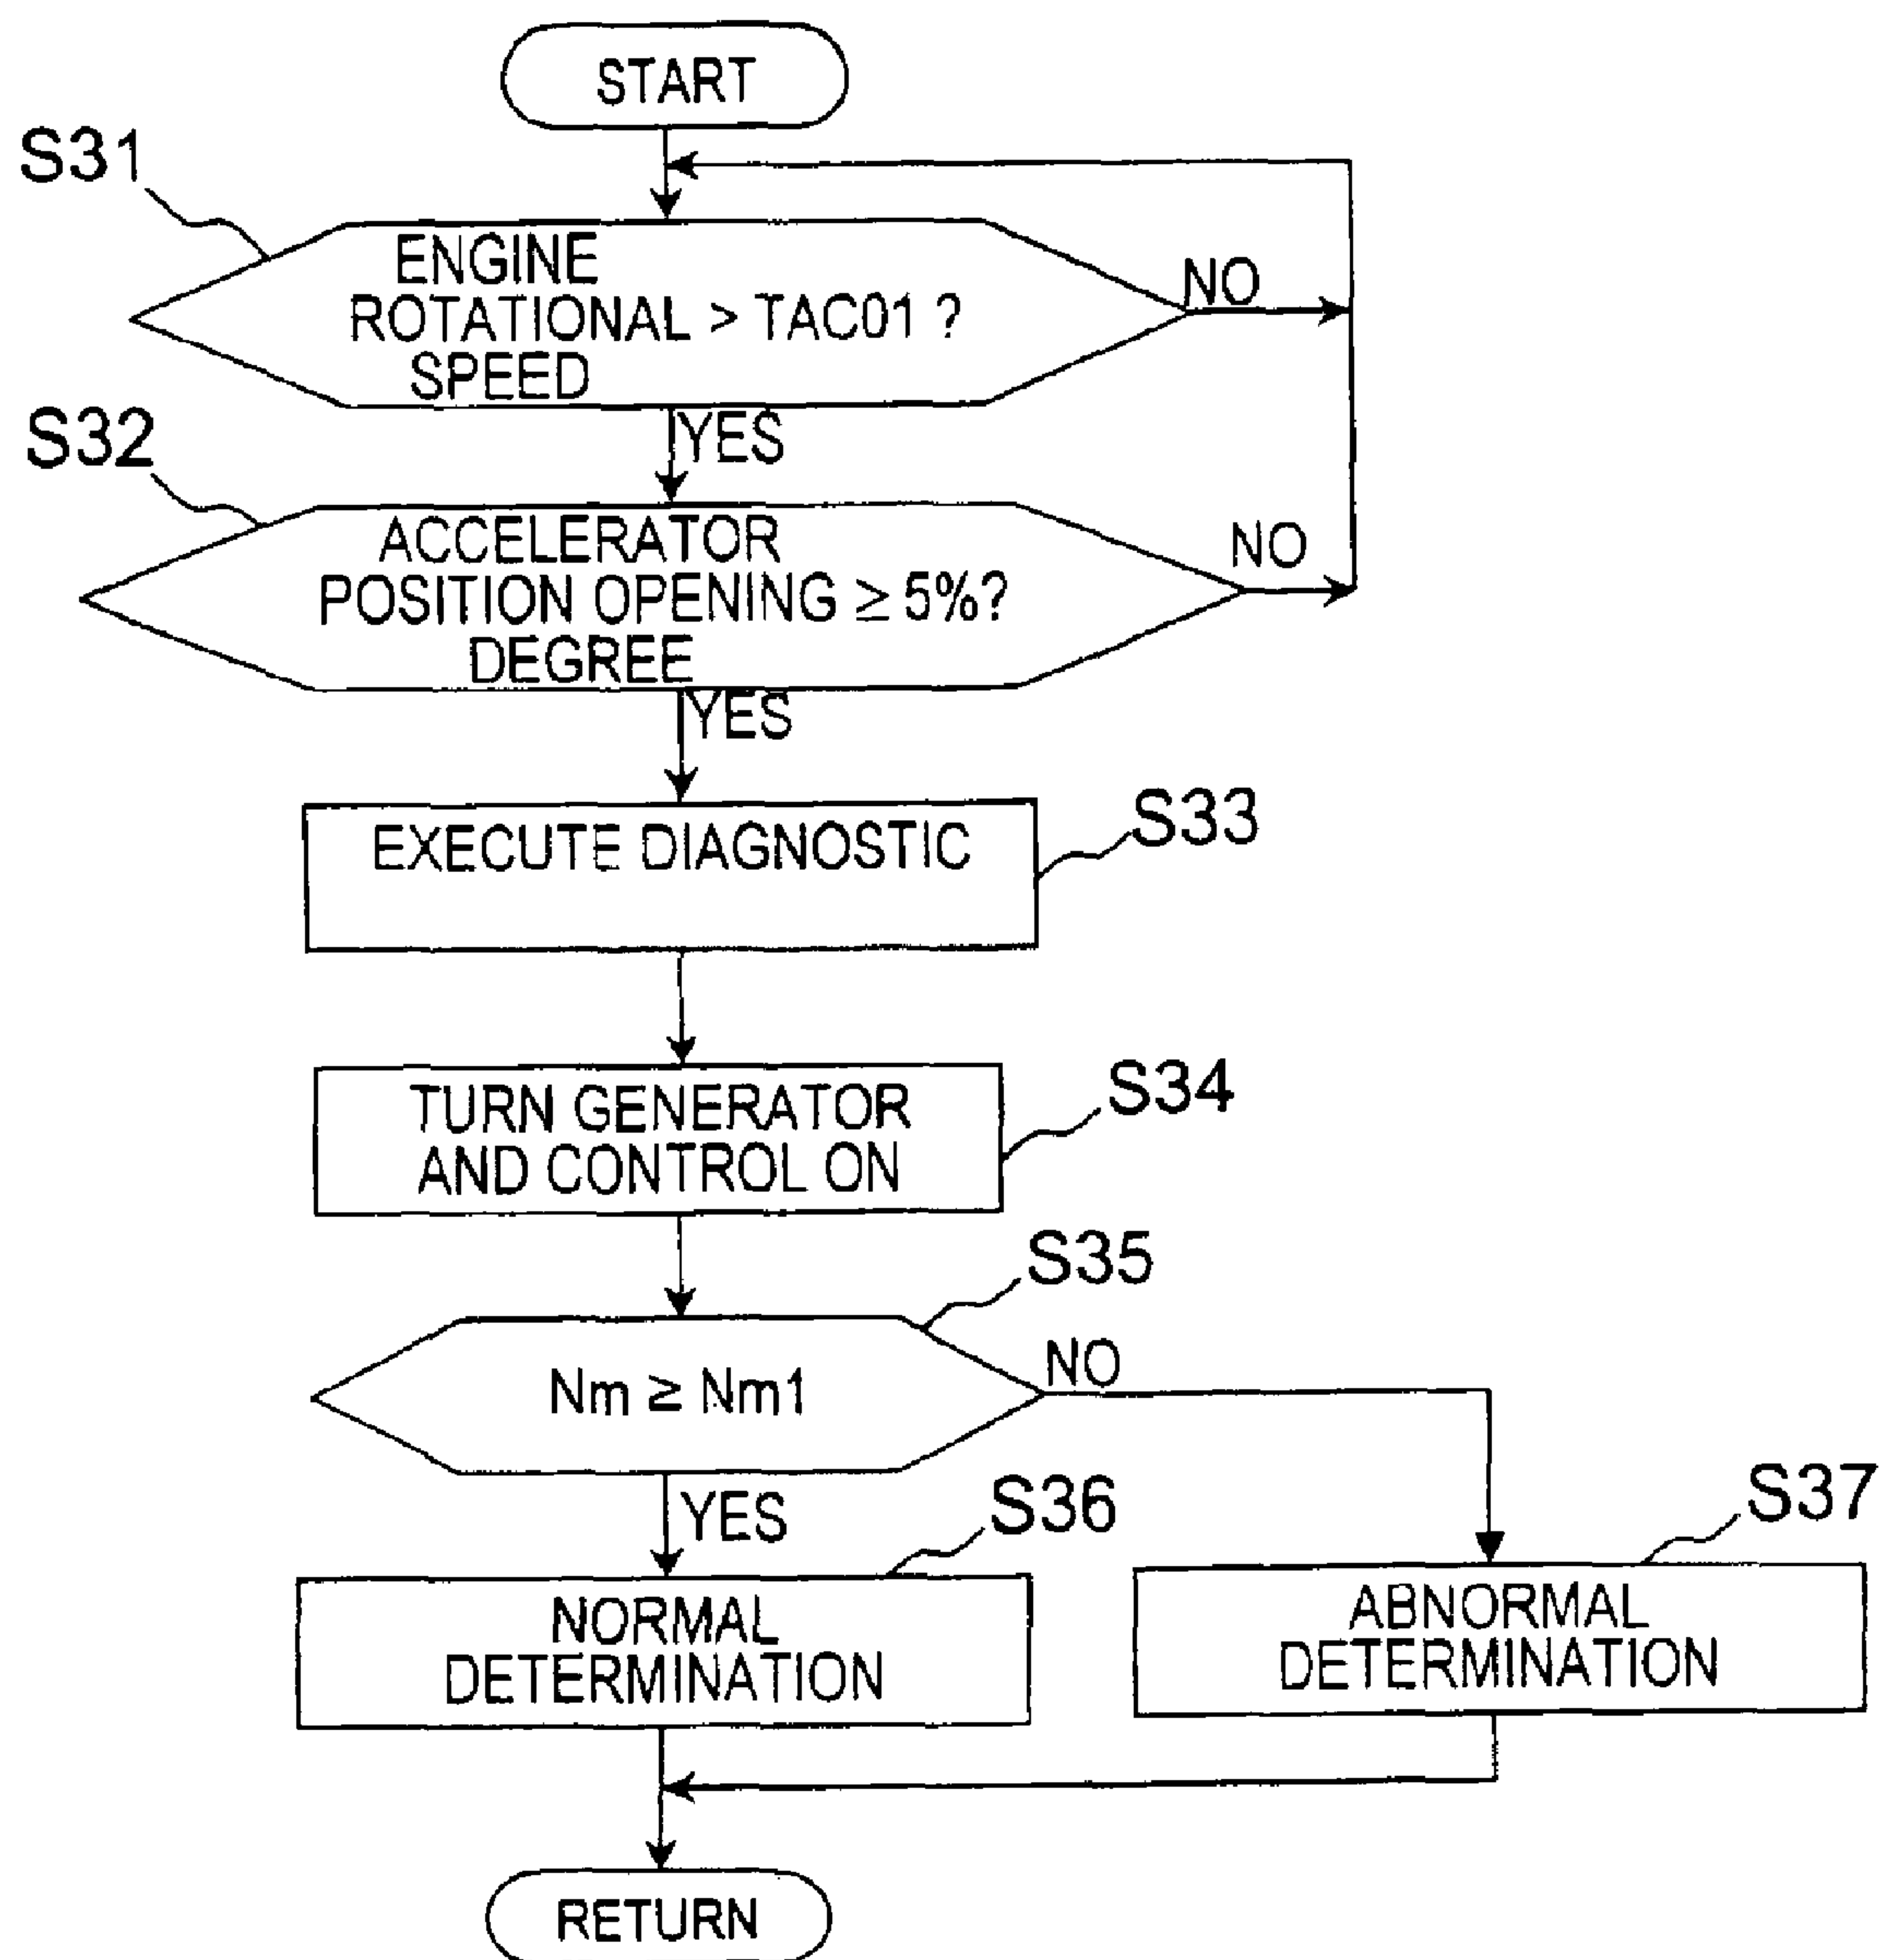 START
S31
ENGINE
ROTATIONAL > TAC01 ?
SPEED
NO
YES
S32
ACCELERATOR
POSITION OPENING ≥ 5%?
DEGREE
NO
YES
EXECUTE DIAGNOSTIC
S33
TURN GENERATOR
AND CONTROL ON
S34
S35
Nm ≥ Nm1
NO
YES
S36
NORMAL
DETERMINATION
S37
ABNORMAL
DETERMINATION
RETURN